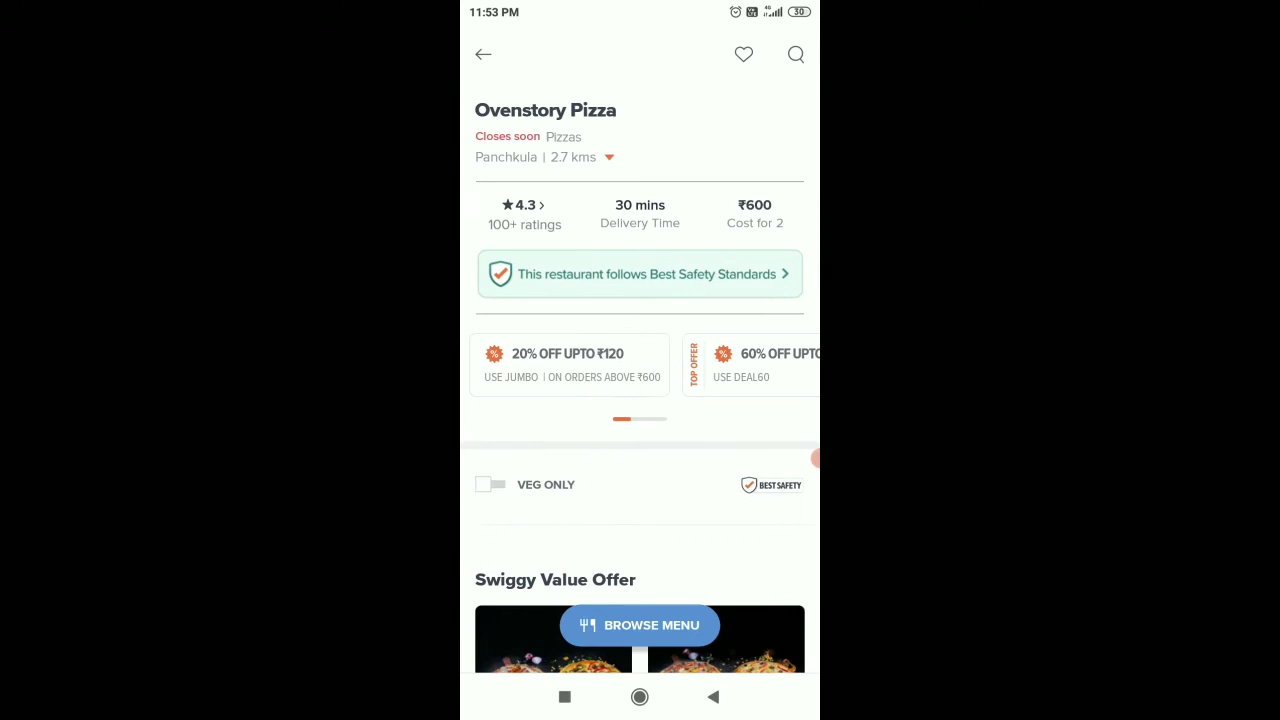 11:53 PM
4G
30
Ovenstory Pizza
Closes soon Pizzas
Panchkula | 2.7 kms
4.3 >
30 mins
₹600
100+ ratings
Delivery Time
Cost for 2
This restaurant follows Best Safety Standards >
20% OFF UPTO ₹120
USE JUMBO | ON ORDERS ABOVE ₹600
TOP OFFER
60% OFF UPTO
USE DEAL60
VEG ONLY
BEST SAFETY
Swiggy Value Offer
BROWSE MENU